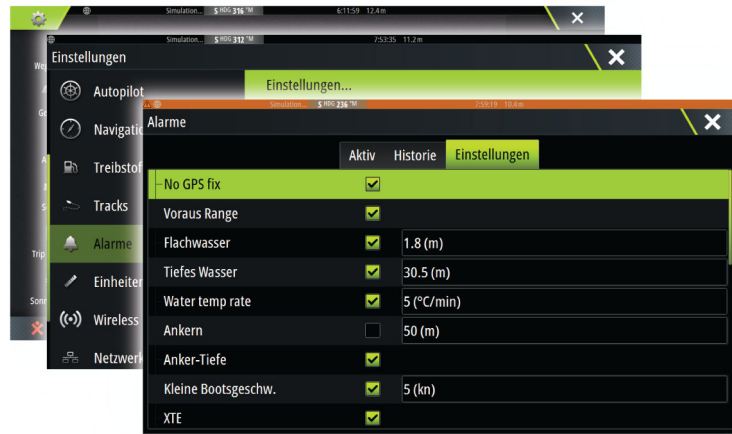 Simulation... S HDG 316 °M 6:11:59 12.4 m
Simulation... S HDG 312 °M 7:53:35 11.2 m
Einstellungen
Autopilot
Einstellungen...
Simulation... S HDG 236 °M 7:59:19 10.4m
Alarme
Treibstof
Tracks
Alarme
Einheiten
Wireless
Netzwerk
Trip
Aktiv Historie Einstellungen
No GPS fix
Voraus Range
Flachwasser 1.8 (m)
Tiefes Wasser 30.5 (m)
Water temp rate 5 (°C/min)
Ankern 50 (m)
Anker-Tiefe
Kleine Bootsgeschw. 5 (kn)
XTE